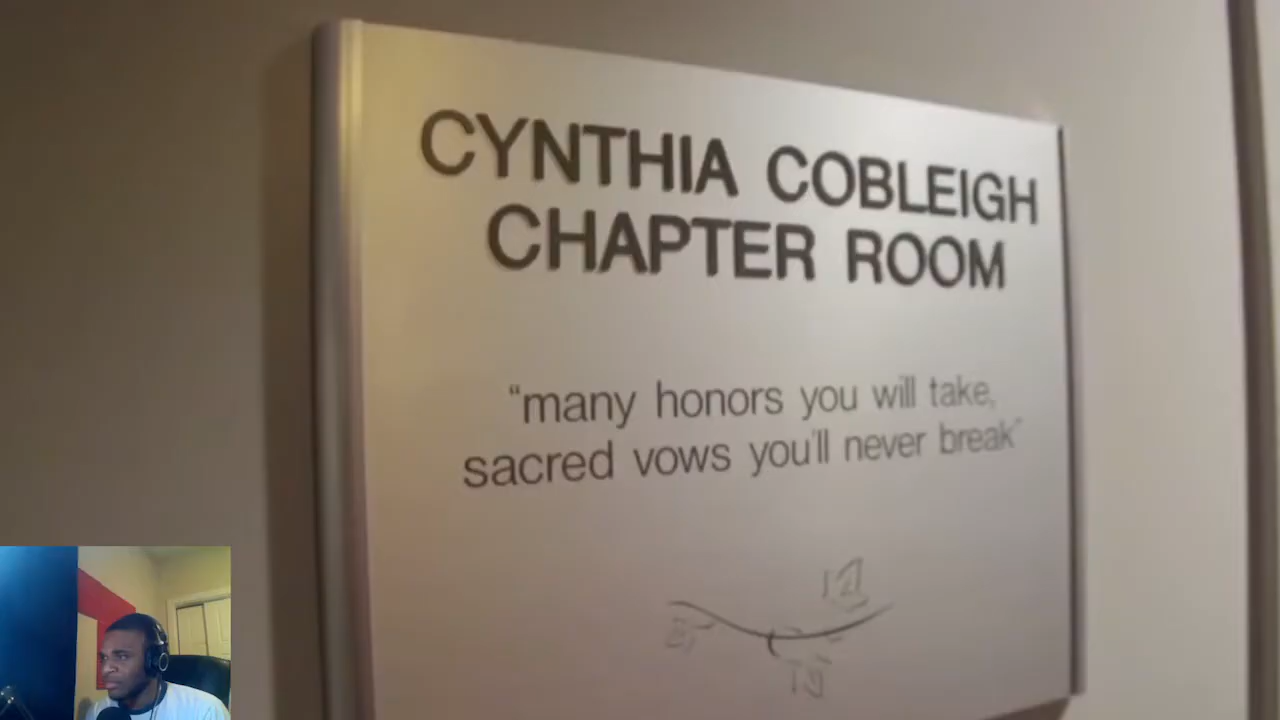 CYNTHIA COBLEIGH
CHAPTER ROOM
“many honors you will take,
sacred vows you'll never break”